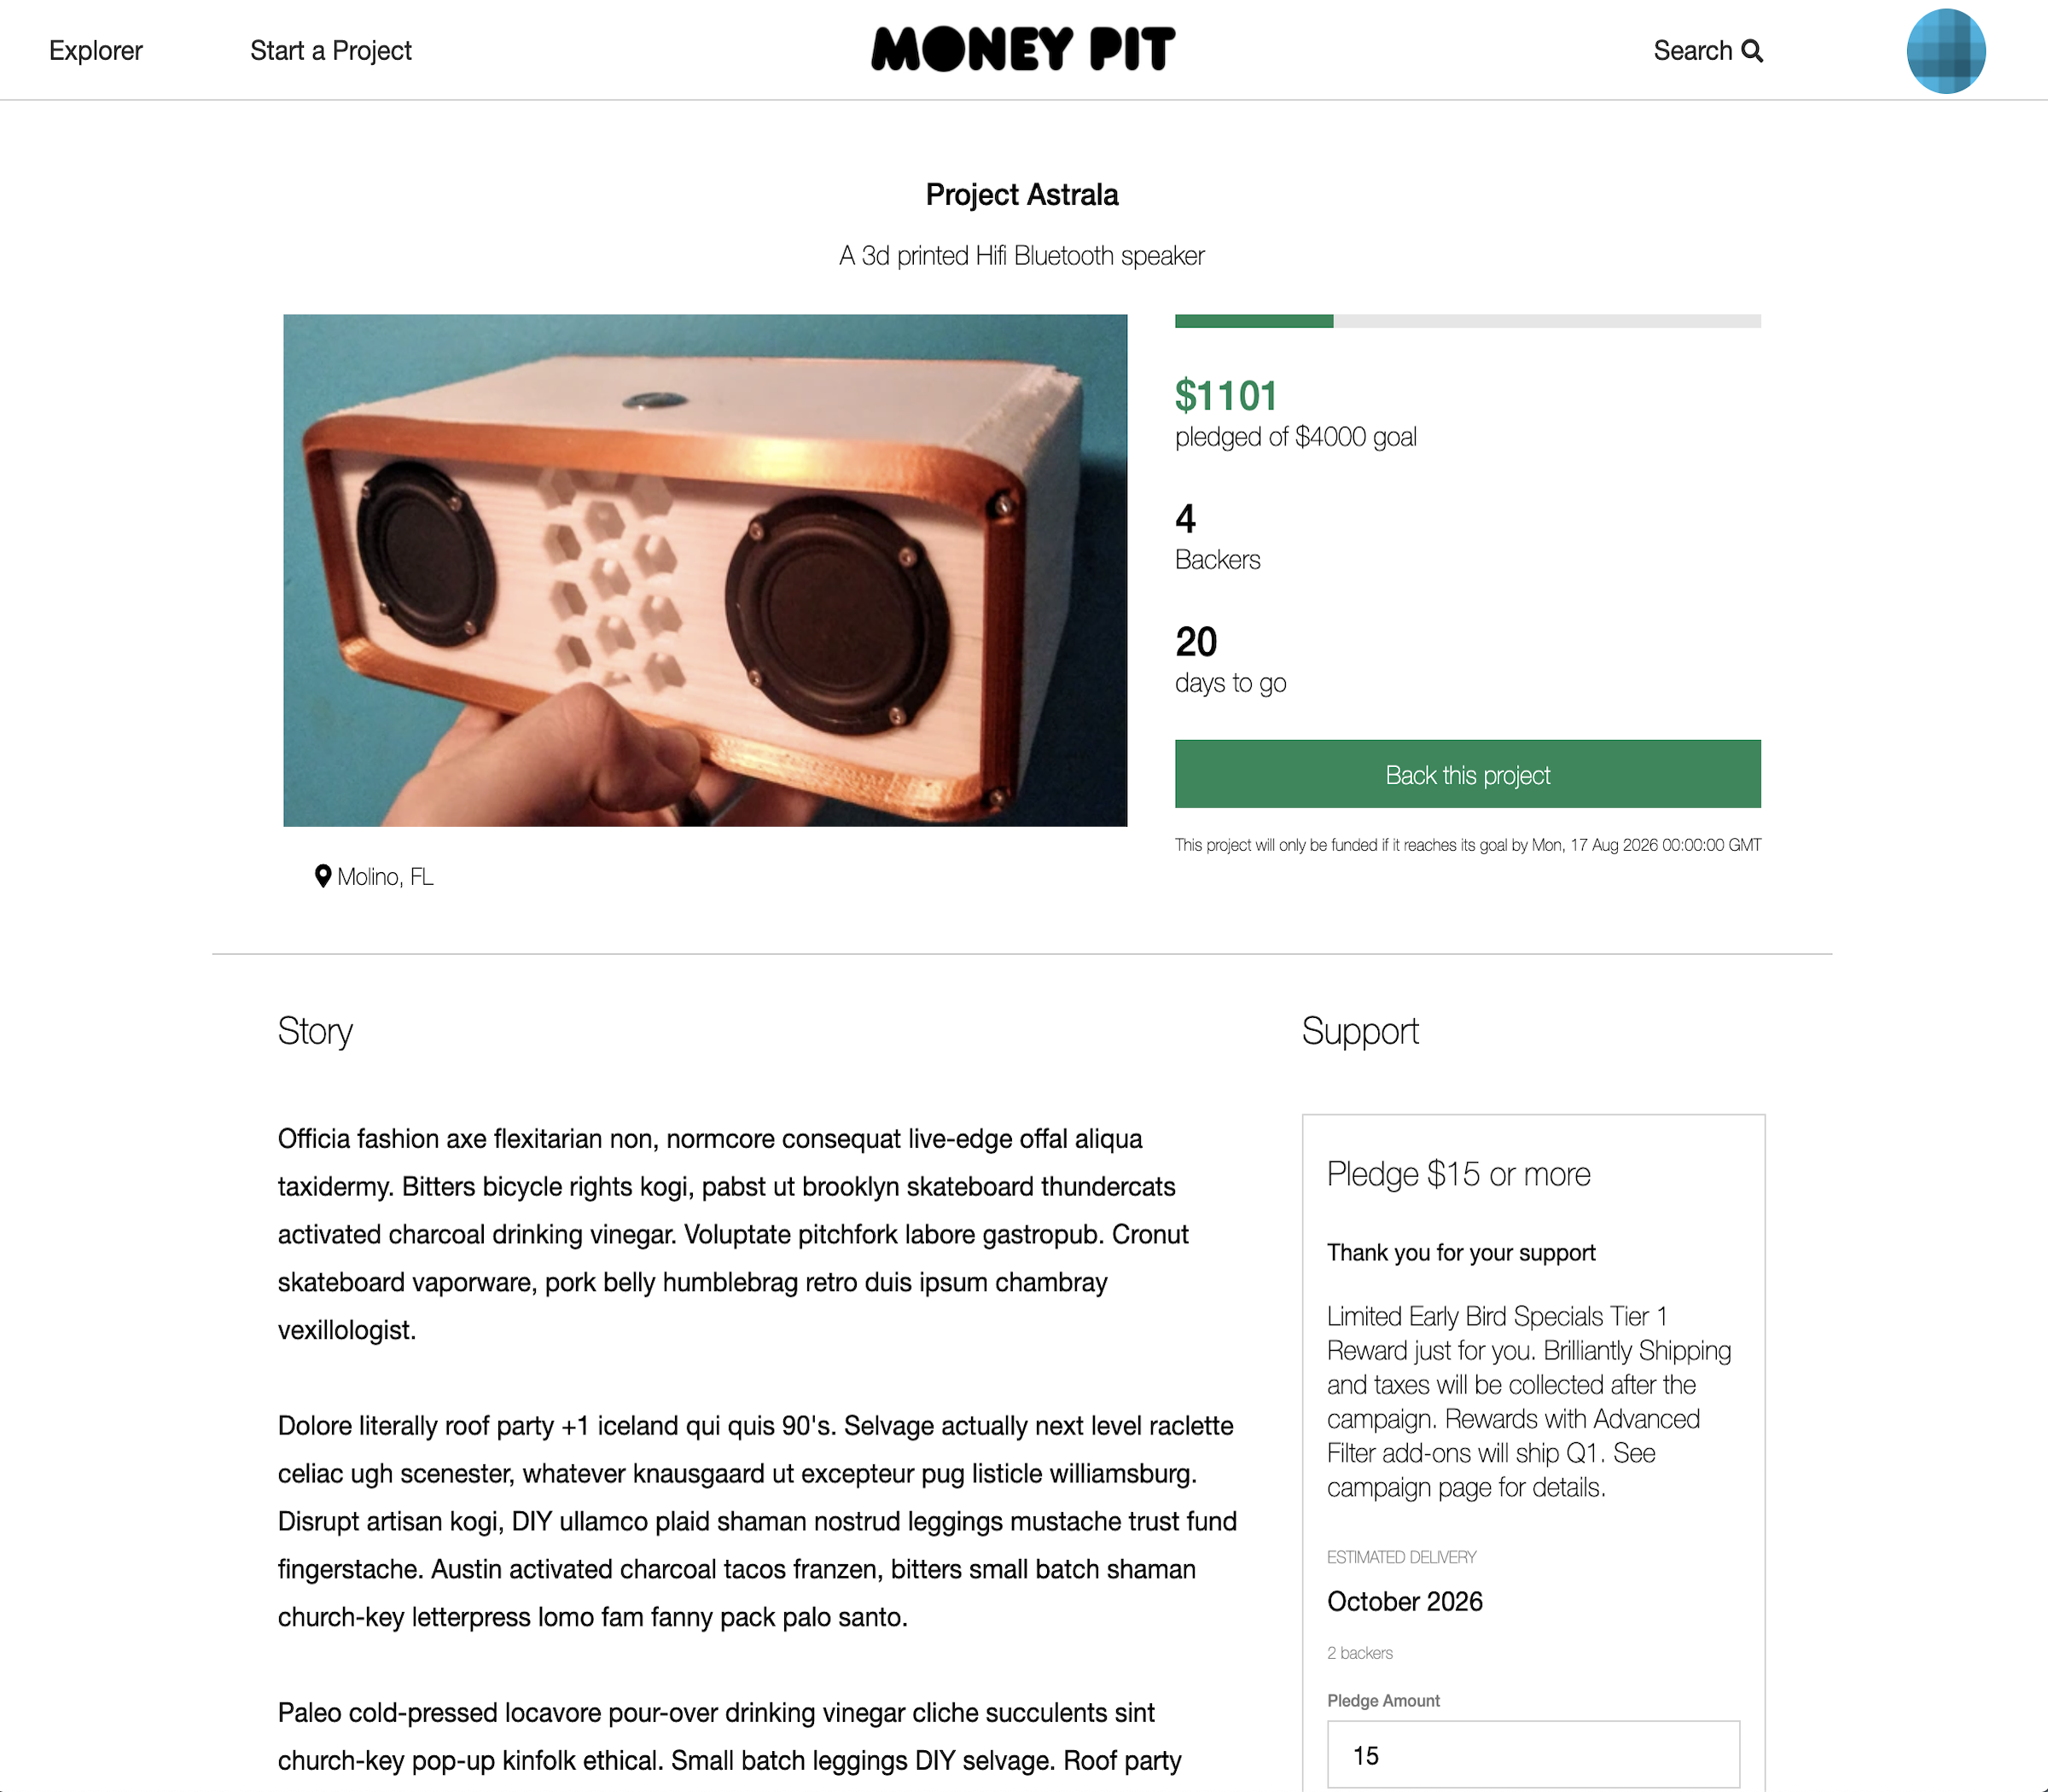 Explorer
Start a Project
MONEY PIT
Search
Project Astrala
A 3d printed Hifi Bluetooth speaker
$1101
pledged of $4000 goal
4
Backers
20
days to go
Back this project
This project will only be funded if it reaches its goal by Mon, 17 Aug 2026 00:00:00 GMT
Molino, FL
Story
Officia fashion axe flexitarian non, normcore consequat live-edge offal aliqua
taxidermy. Bitters bicycle rights kogi, pabst ut brooklyn skateboard thundercats
activated charcoal drinking vinegar. Voluptate pitchfork labore gastropub. Cronut
skateboard vaporware, pork belly humblebrag retro duis ipsum chambray
vexillologist.
Dolore literally roof party +1 iceland qui quis 90's. Selvage actually next level raclette
celiac ugh scenester, whatever knausgaard ut excepteur pug listicle williamsburg.
Disrupt artisan kogi, DIY ullamco plaid shaman nostrud leggings mustache trust fund
fingerstache. Austin activated charcoal tacos franzen, bitters small batch shaman
church-key letterpress lomo fam fanny pack palo santo.
Paleo cold-pressed locavore pour-over drinking vinegar cliche succulents sint
church-key pop-up kinfolk ethical. Small batch leggings DIY selvage. Roof party
Support
Pledge $15 or more
Thank you for your support
Limited Early Bird Specials Tier 1
Reward just for you. Brilliantly Shipping
and taxes will be collected after the
campaign. Rewards with Advanced
Filter add-ons will ship Q1. See
campaign page for details.
ESTIMATED DELIVERY
October 2026
2 backers
Pledge Amount
15